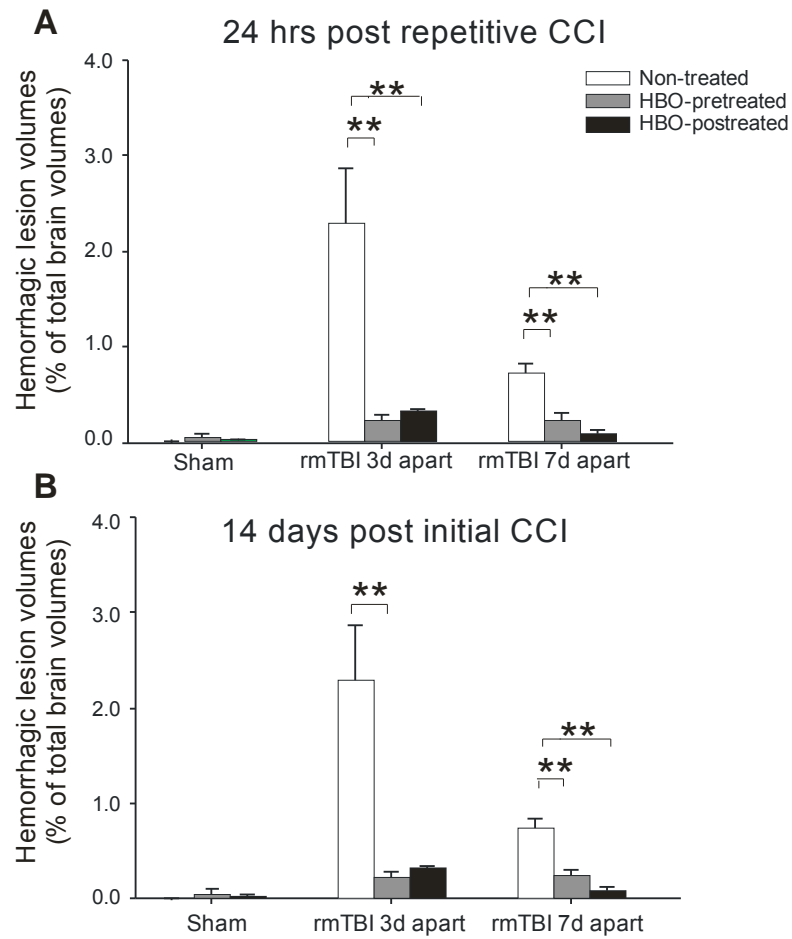 A
24 hrs post repetitive CCI
Hemorrhagic lesion volumes
(% of total brain volumes)
4.0
3.0
2.0
1.0
0.0
Non-treated
HBO-pretreated
HBO-postreated
**
**
**
**
Sham
rmTBI 3d apart
rmTBI 7d apart
B
14 days post initial CCI
Hemorrhagic lesion volumes
(% of total brain volumes)
4.0
3.0
2.0
1.0
0.0
**
**
**
Sham
rmTBI 3d apart
rmTBI 7d apart